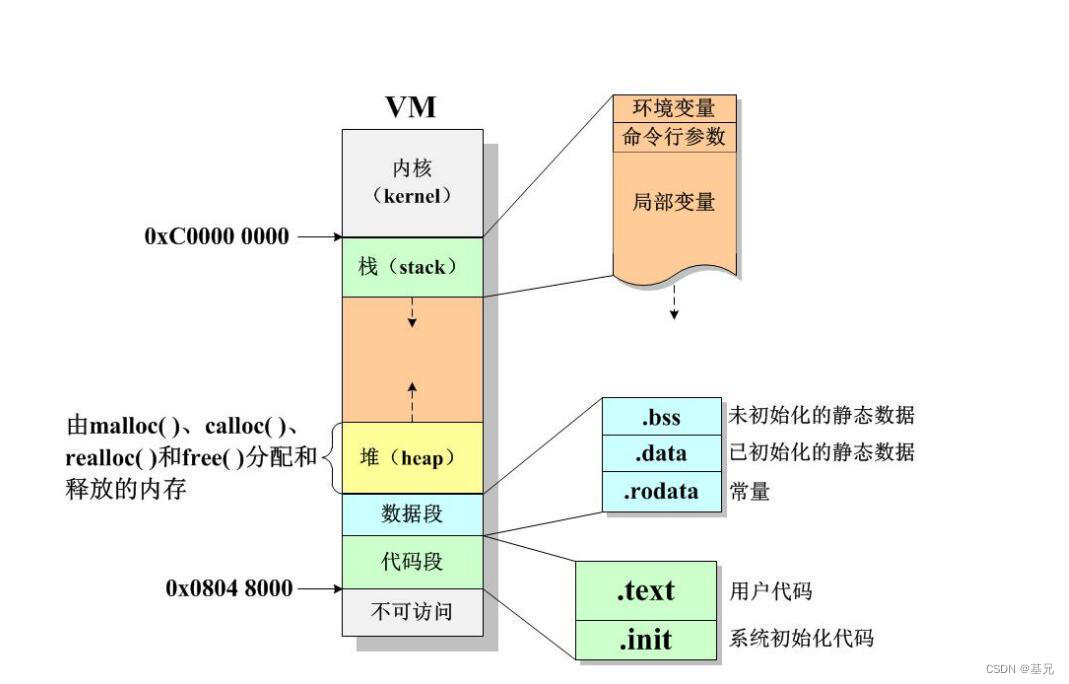 VM
内核
（kernel）
0xC0000 0000
栈（stack）
环境变量
命令行参数
局部变量
由malloc( )、calloc( )、
realloc( )和free( )分配和
释放的内存
堆（heap）
数据段
代码段
0x0804 8000
不可访问
.bss
未初始化的静态数据
.data
已初始化的静态数据
.rodata
常量
.text
用户代码
.init
系统初始化代码
CSDN @基兄